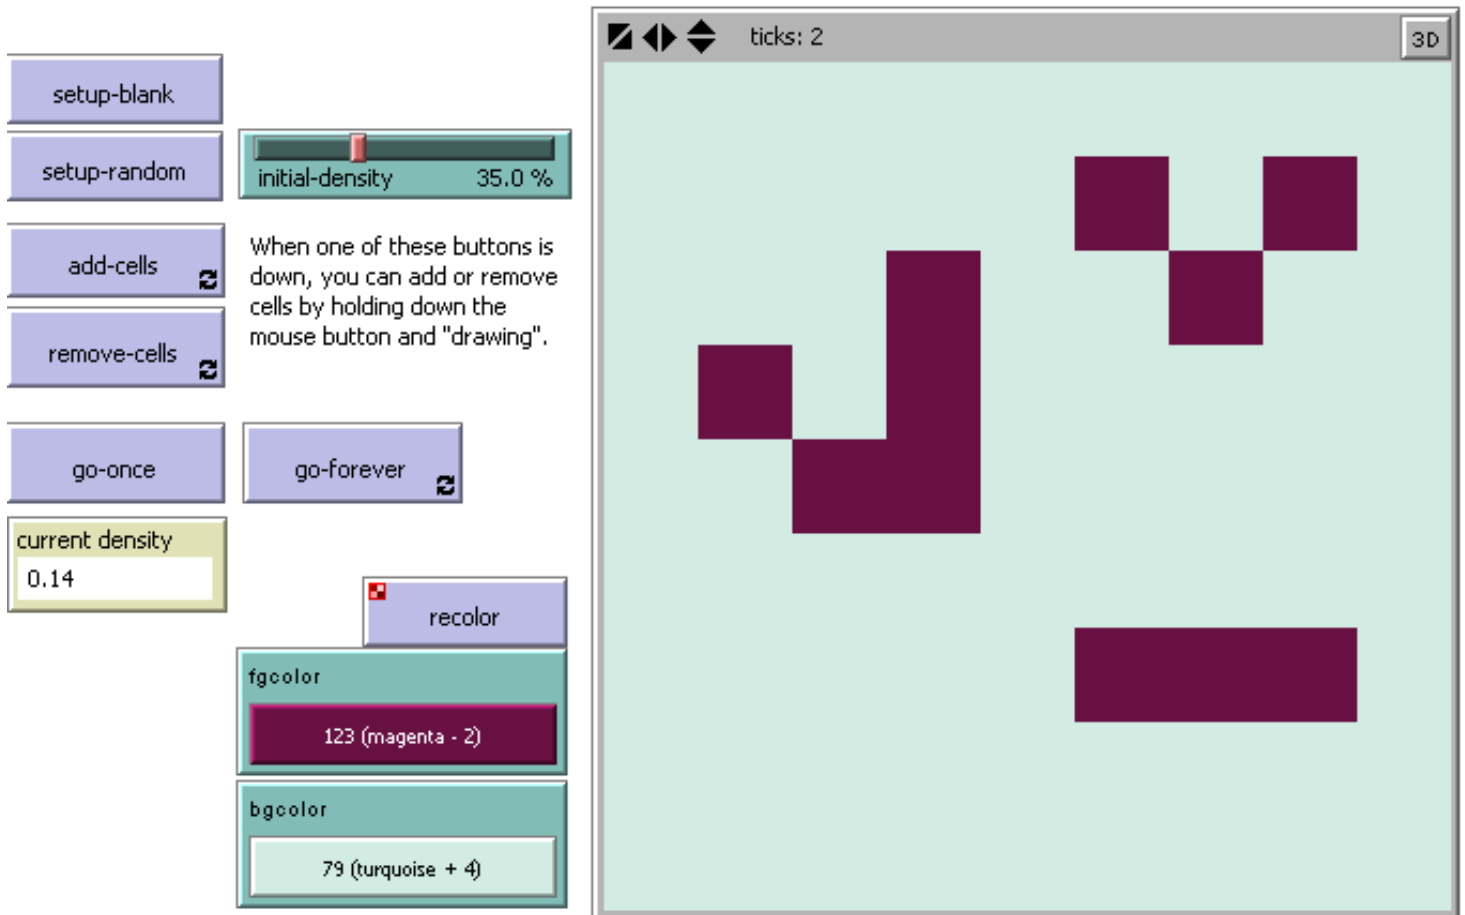 ticks: 2
3D
setup-blank
setup-random
initial-density 35.0 %
add-cells
remove-cells
When one of these buttons is
down, you can add or remove
cells by holding down the
mouse button and "drawing".
go-once
go-forever
current density
0.14
recolor
fgcolor
123 (magenta - 2)
bgcolor
79 (turquoise + 4)